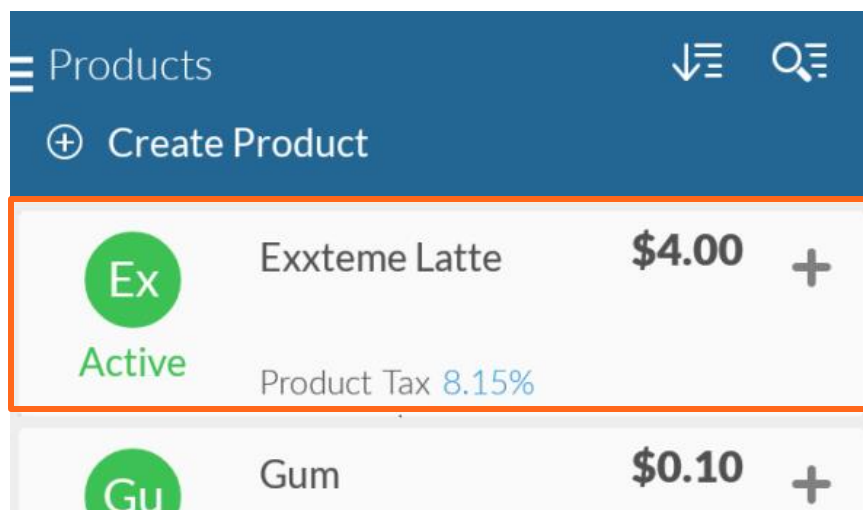 Products
Create Product
Ex
Exxteme Latte
$4.00
Active
Product Tax 8.15%
Gu
Gum
$0.10